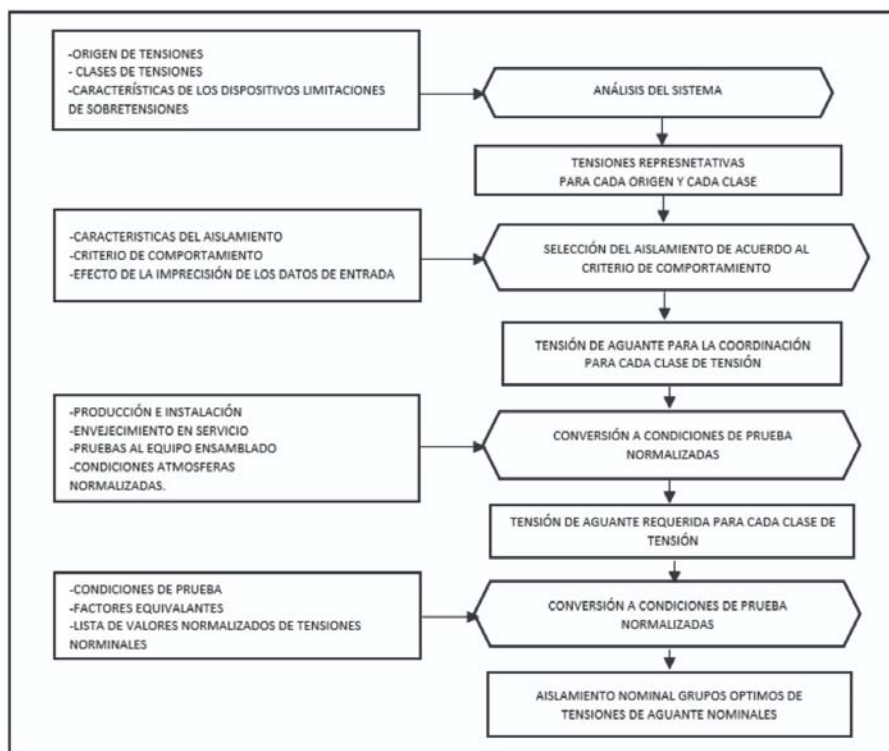 -ORIGEN DE TENSIONES
- CLASES DE TENSIONES
-CARACTERÍSTICAS DE LOS DISPOSITIVOS LIMITACIONES
DE SOBRETENSIONES
ANÁLISIS DEL SISTEMA
TENSIONES REPRESNETATIVAS
PARA CADA ORIGEN Y CADA CLASE
-CARACTERISTICAS DEL AISLAMIENTO
-CRITERIO DE COMPORTAMIENTO
-EFECTO DE LA IMPRECISIÓN DE LOS DATOS DE ENTRADA
SELECCIÓN DEL AISLAMIENTO DE ACUERDO AL
CRITERIO DE COMPORTAMIENTO
TENSIÓN DE AGUANTE PARA LA COORDINACIÓN
PARA CADA CLASE DE TENSIÓN
-PRODUCCIÓN E INSTALACIÓN
-ENVEJECIMIENTO EN SERVICIO
-PRUEBAS AL EQUIPO ENSAMBLADO
-CONDICIONES ATMOSFERAS
NORMALIZADAS.
CONVERSIÓN A CONDICIONES DE PRUEBA
NORMALIZADAS
TENSIÓN DE AGUANTE REQUERIDA PARA CADA CLASE DE
TENSIÓN
-CONDICIONES DE PRUEBA
-FACTORES EQUIVALANTES
-LISTA DE VALORES NORMALIZADOS DE TENSIONES
NORMINALES
CONVERSIÓN A CONDICIONES DE PRUEBA
NORMALIZADAS
AISLAMIENTO NOMINAL GRUPOS OPTIMOS DE
TENSIONES DE AGUANTE NOMINALES